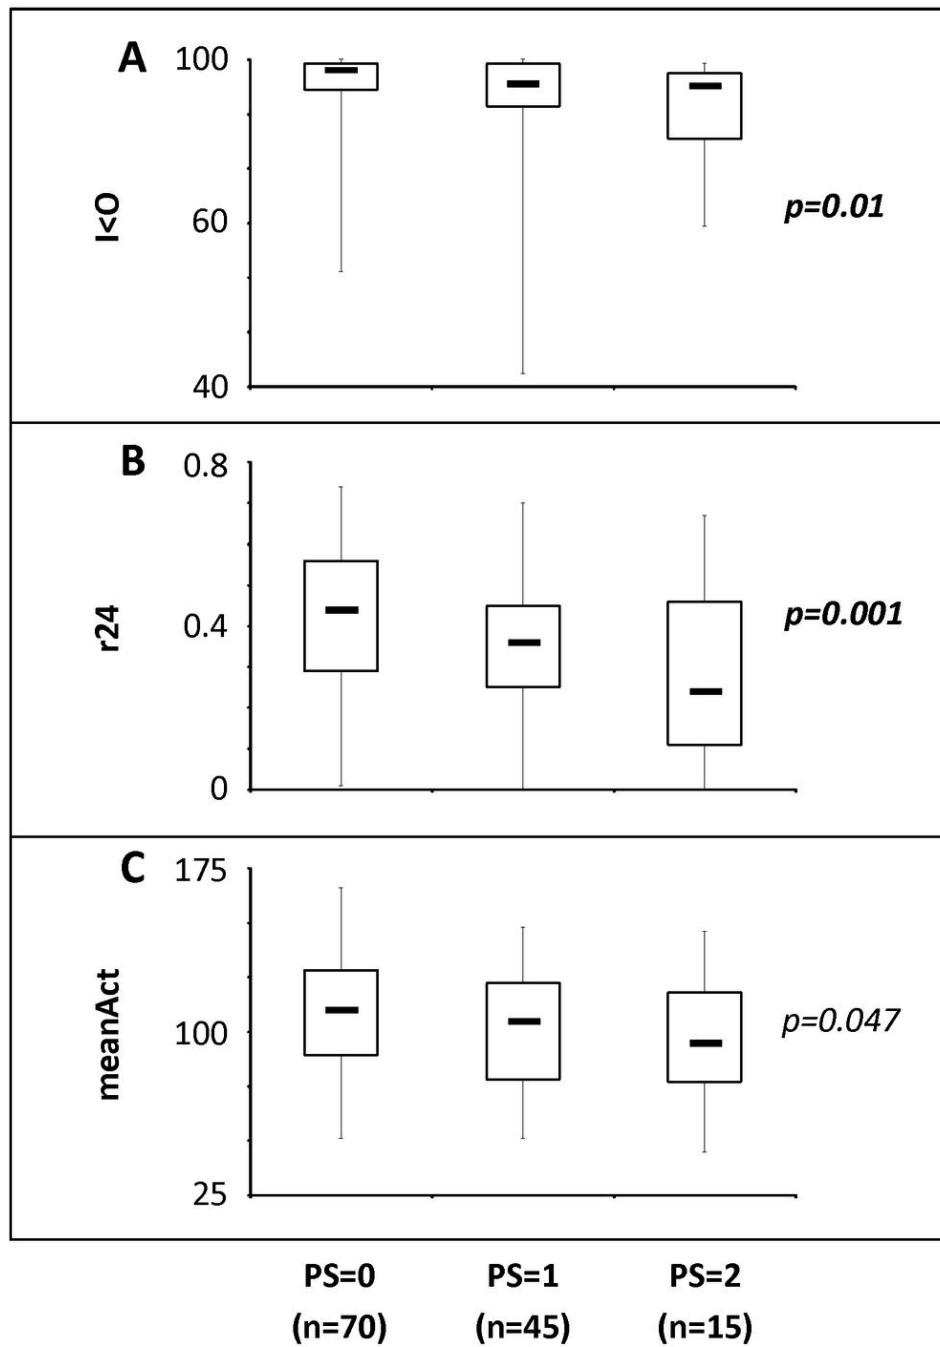 A
100
60
40
I<O
p=0.01
B
0.8
0.4
0
r24
p=0.001
C
175
100
25
meanAct
p=0.047
PS=0 PS=1 PS=2
(n=70) (n=45) (n=15)